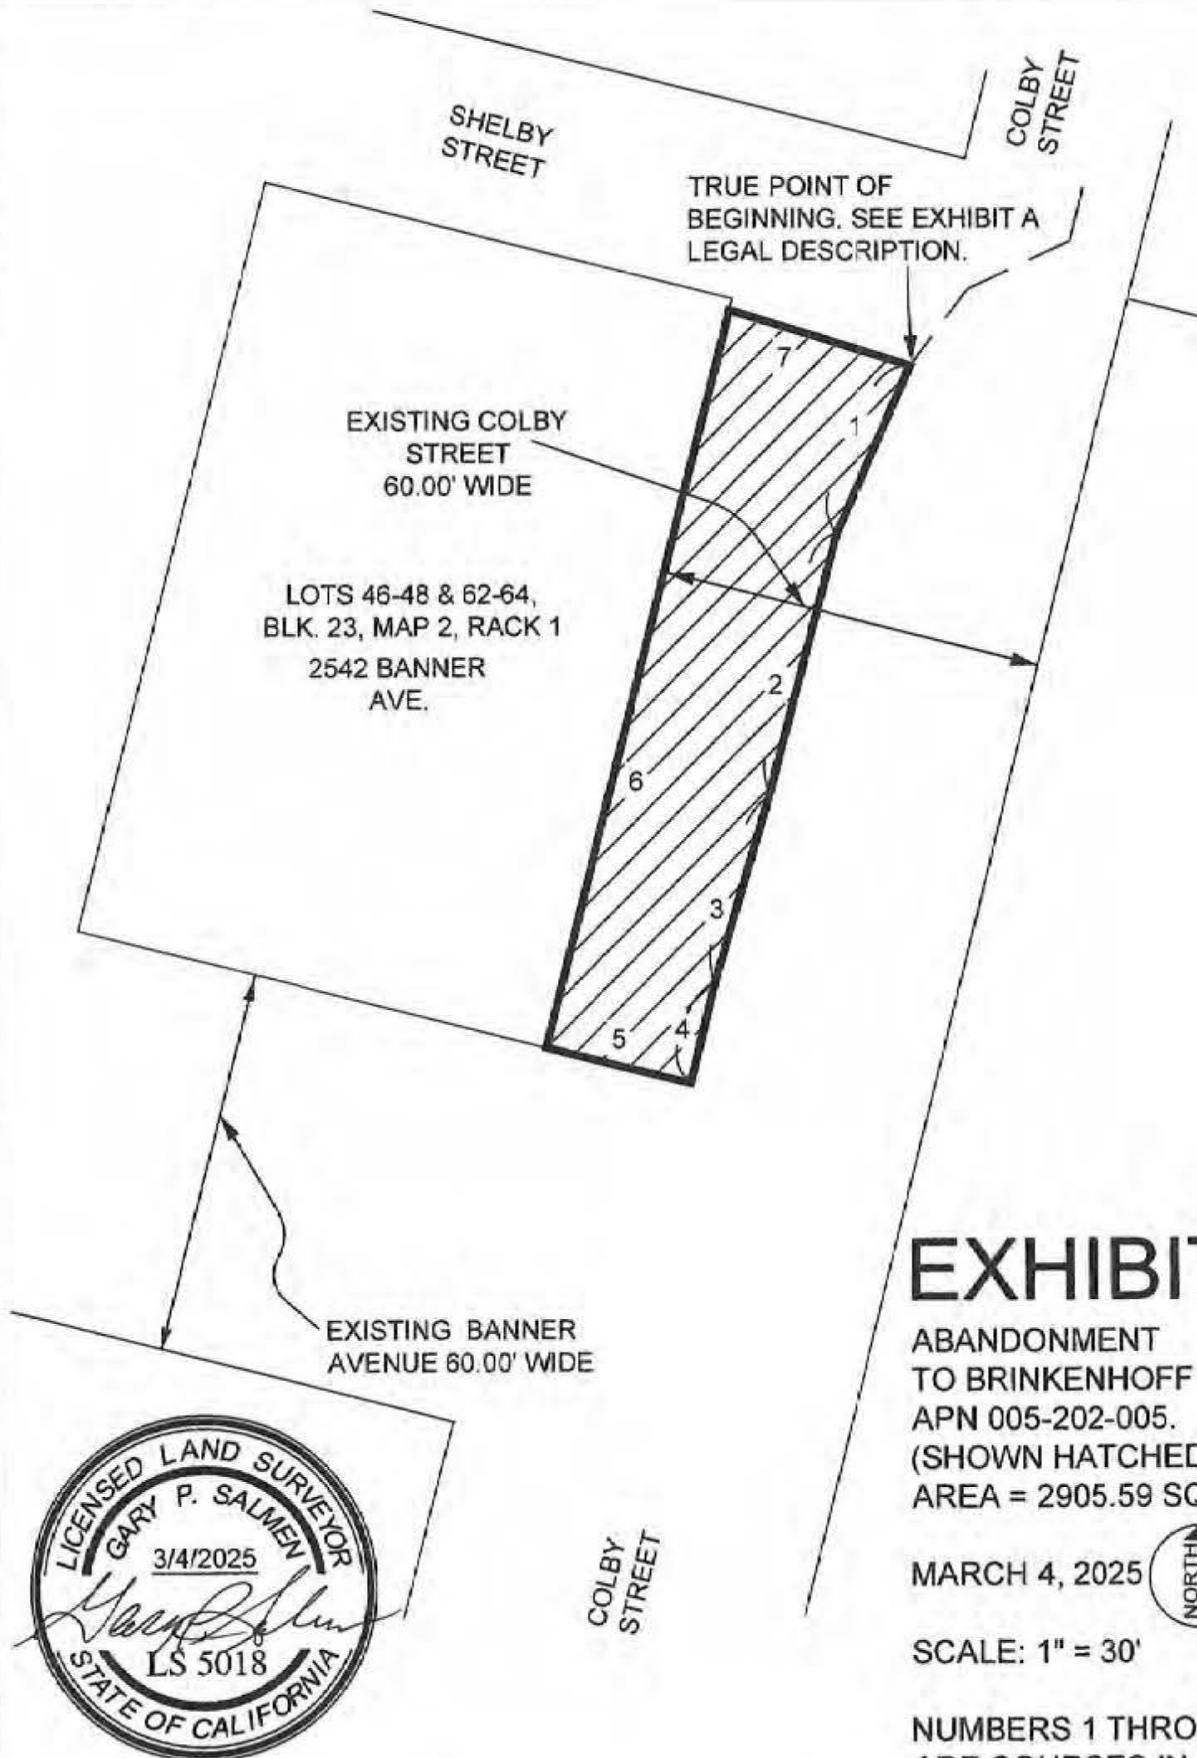 SHELBY
STREET
COLBY
STREET
TRUE POINT OF
BEGINNING. SEE EXHIBIT A
LEGAL DESCRIPTION.
7
1
EXISTING COLBY
STREET
60.00' WIDE
LOTS 46-48 & 62-64,
BLK. 23, MAP 2, RACK 1
2542 BANNER
AVE.
2
6
3
5
4
EXISTING BANNER
AVENUE 60.00' WIDE
COLBY
STREET
EXHIBIT
ABANDONMENT
TO BRINKENHOFF
APN 005-202-005.
(SHOWN HATCHED
AREA = 2905.59 SQ
MARCH 4, 2025
NORTH
SCALE: 1" = 30'
NUMBERS 1 THRO
ARE COURSES IN
LICENSED LAND SURVEYOR
GARY P. SALMEN
3/4/2025
LS 5018
STATE OF CALIFORNIA